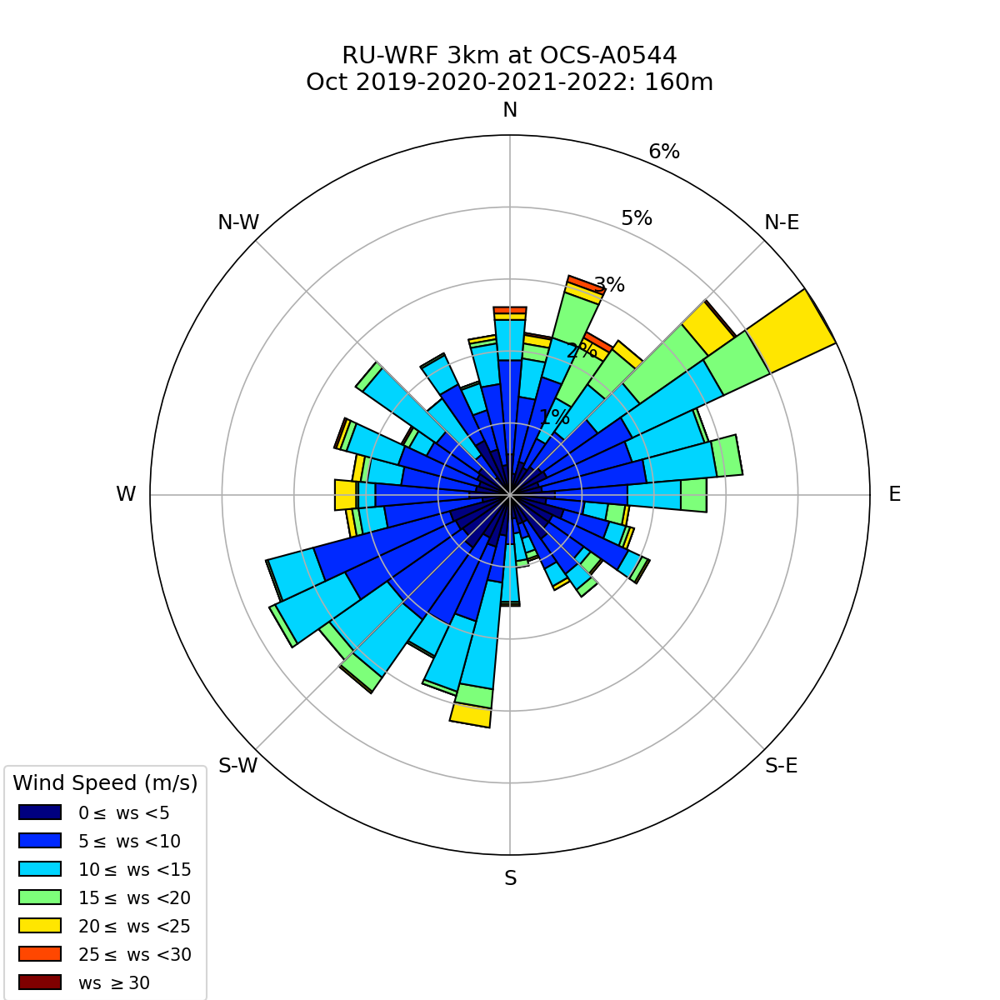 RU-WRF 3km at OCS-A0544
Oct 2019-2020-2021-2022: 160m
N
6%
N-W
5%
N-E
3%
2%
1%
W
E
S-W
S-E
S
Wind Speed (m/s)
0≤ ws <5
5≤ ws <10
10≤ ws <15
15≤ ws <20
20≤ ws <25
25≤ ws <30
ws ≥30